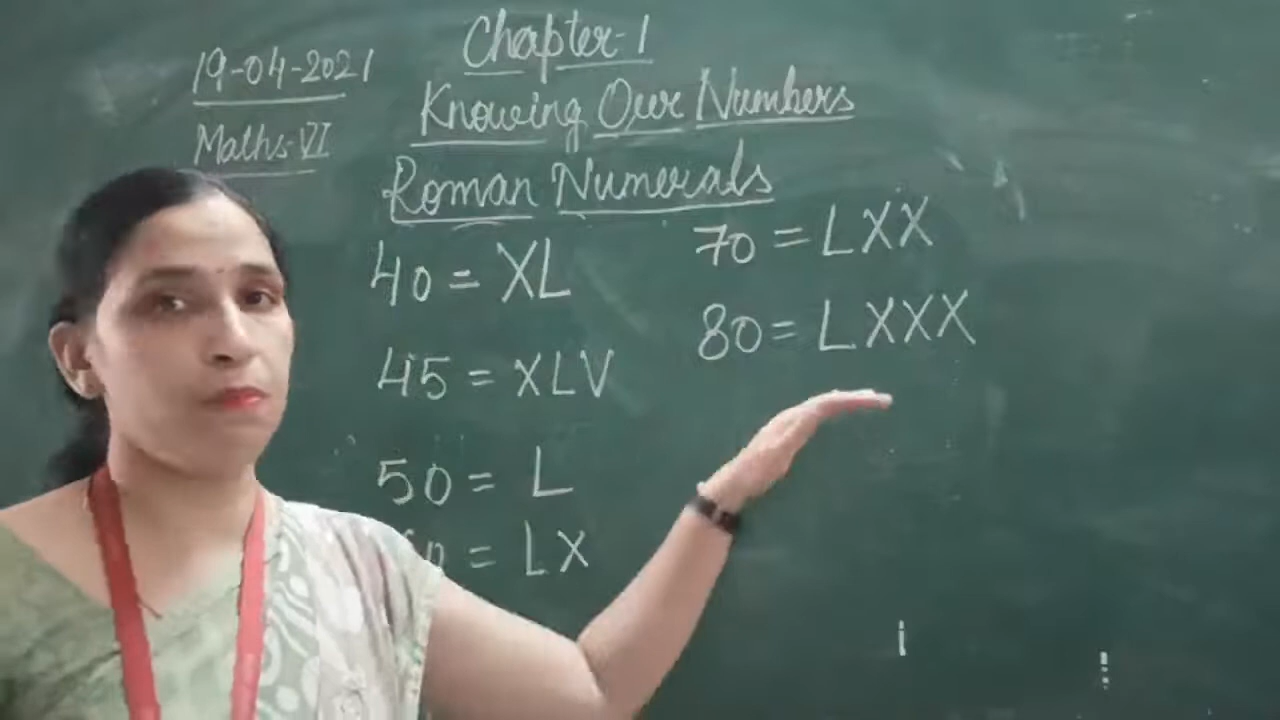 19-04-2021
Maths-VI
Chapter-1
Knowing Our Numbers
Roman Numerals
40 = XL
45 = XLV
50 = L
= LX
70 = LXX
80 = LXXX